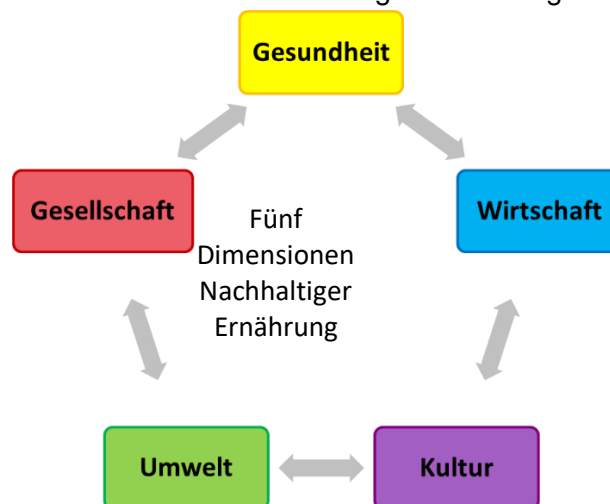 Gesundheit
Gesellschaft
Wirtschaft
Fünf
Dimensionen
Nachhaltiger
Ernährung
Umwelt
Kultur